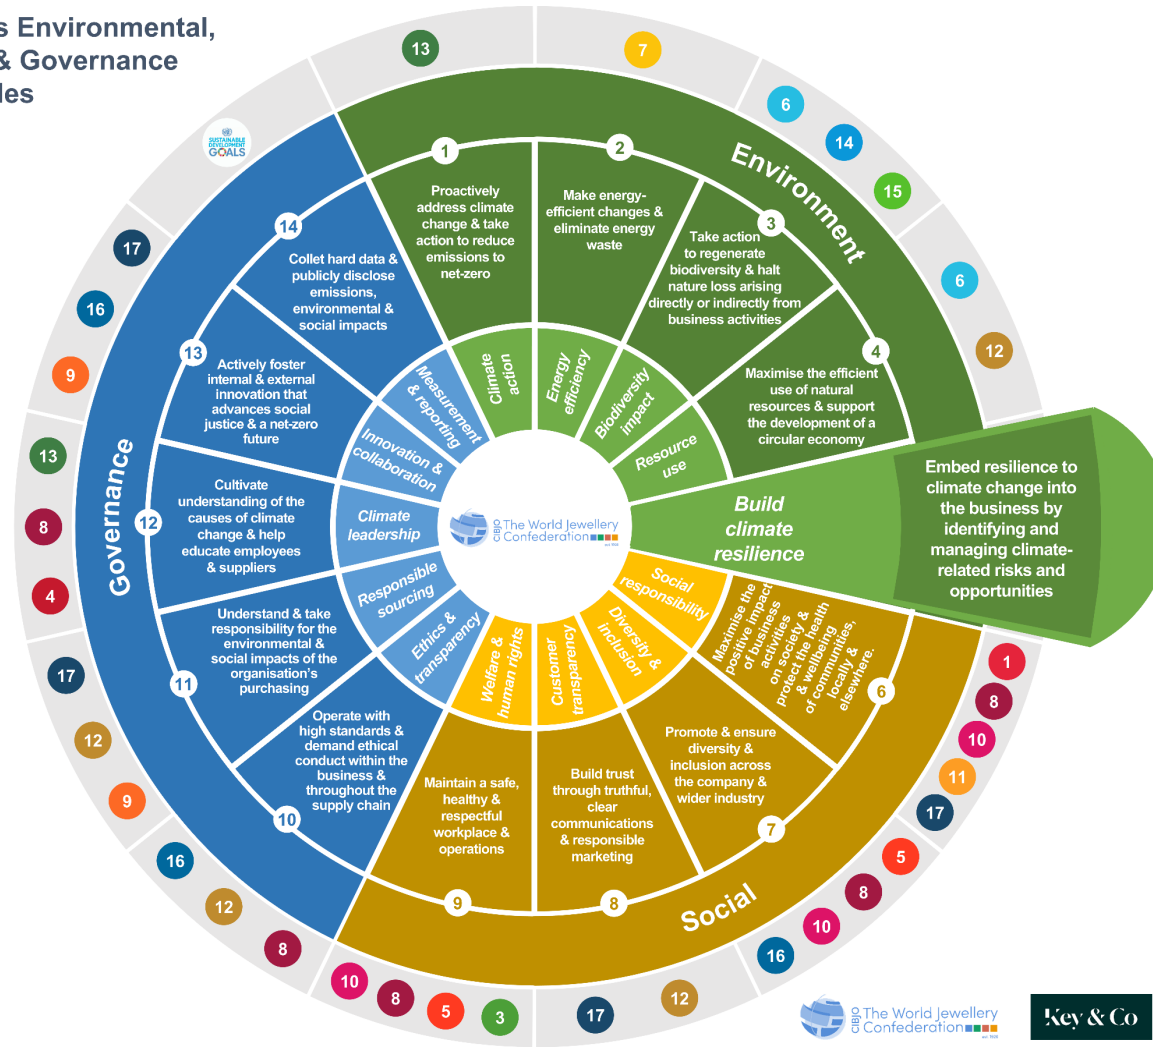 s Environmental,
& Governance
les
13
7
6
14
15
6
12
Environment
1
Proactively
address climate
change & take
action to reduce
emissions to
net-zero
Climate
action
2
Make energy-
efficient changes &
eliminate energy
waste
Energy
efficiency
3
Take action
to regenerate
biodiversity & halt
nature loss arising
directly or indirectly from
business activities
Biodiversity
impact
4
Maximise the efficient
use of natural
resources & support
the development of a
circular economy
Resource
use
Build
climate
resilience
Embed resilience to
climate change into
the business by
identifying and
managing climate-
related risks and
opportunities
Social
responsibility
Maximise the
positive impact
of business
activities
on society &
protect the health
& wellbeing
of communities,
locally &
elsewhere.
6
1
8
10
11
17
Diversity &
inclusion
Promote & ensure
diversity &
inclusion across
the company &
wider industry
7
5
8
10
16
Social
Customer
transparency
Build trust
through truthful,
clear
communications
& responsible
marketing
8
12
17
Welfare &
human rights
Maintain a safe,
healthy &
respectful
workplace &
operations
9
3
5
8
10
Ethics &
transparency
Operate with
high standards &
demand ethical
conduct within the
business &
throughout the
supply chain
10
8
12
16
Responsible
sourcing
Understand & take
responsibility for the
environmental &
social impacts of the
organisation's
purchasing
11
9
12
17
Governance
Climate
leadership
Cultivate
understanding of the
causes of climate
change & help
educate employees
& suppliers
12
4
8
13
Innovation &
collaboration
Actively foster
internal & external
innovation that
advances social
justice & a net-zero
future
13
9
16
17
Measurement
& reporting
Collet hard data &
publicly disclose
emissions,
environmental &
social impacts
14
SUSTAINABLE
DEVELOPMENT
GOALS
CIBJO
The World Jewellery
Confederation
CIBJO
The World Jewellery
Confederation
Key & Co